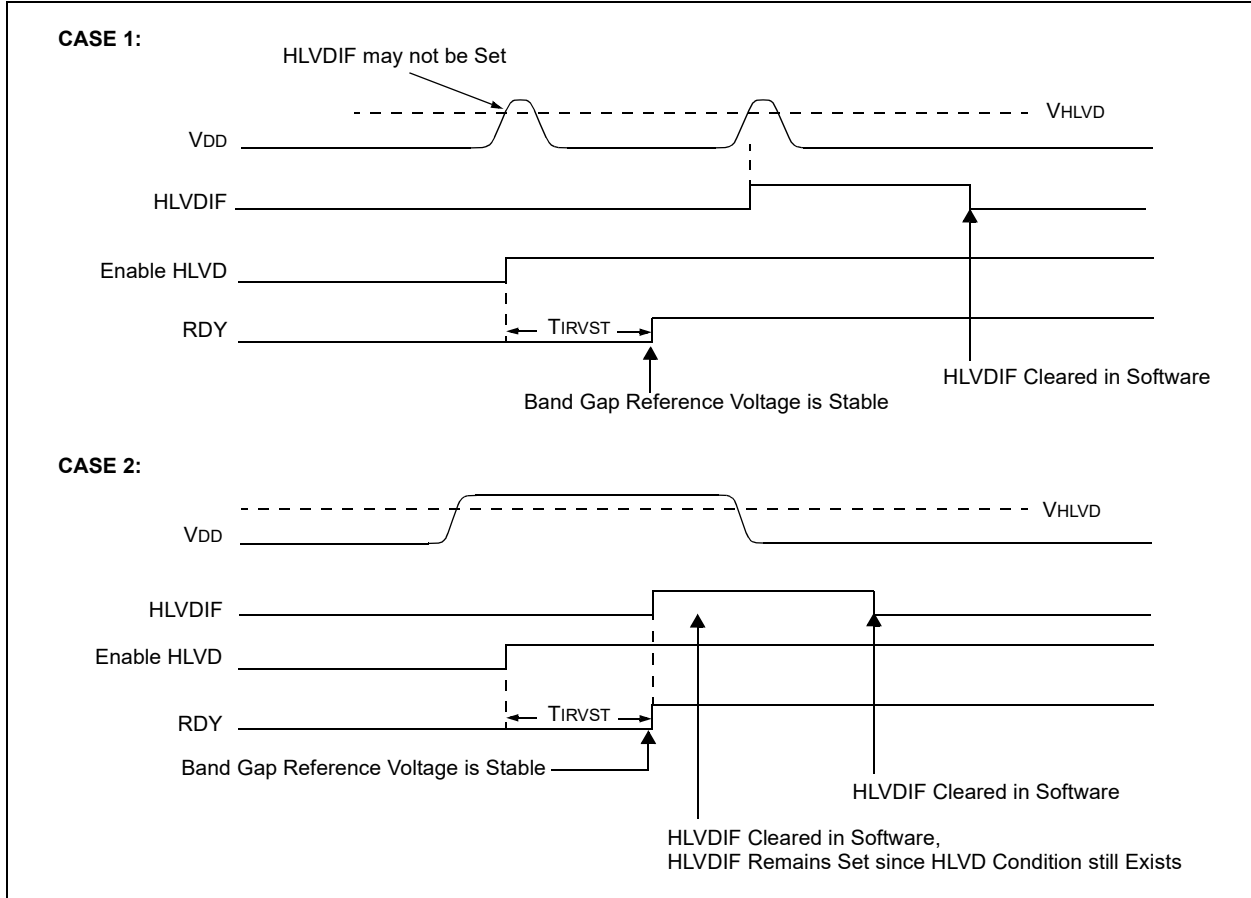 CASE 1:
HLVDIF may not be Set
VHLVD
VDD
HLVDIF
Enable HLVD
RDY
TIRVST
HLVDIF Cleared in Software
Band Gap Reference Voltage is Stable
CASE 2:
VHLVD
VDD
HLVDIF
Enable HLVD
RDY
TIRVST
Band Gap Reference Voltage is Stable
HLVDIF Cleared in Software
HLVDIF Cleared in Software,
HLVDIF Remains Set since HLVD Condition still Exists